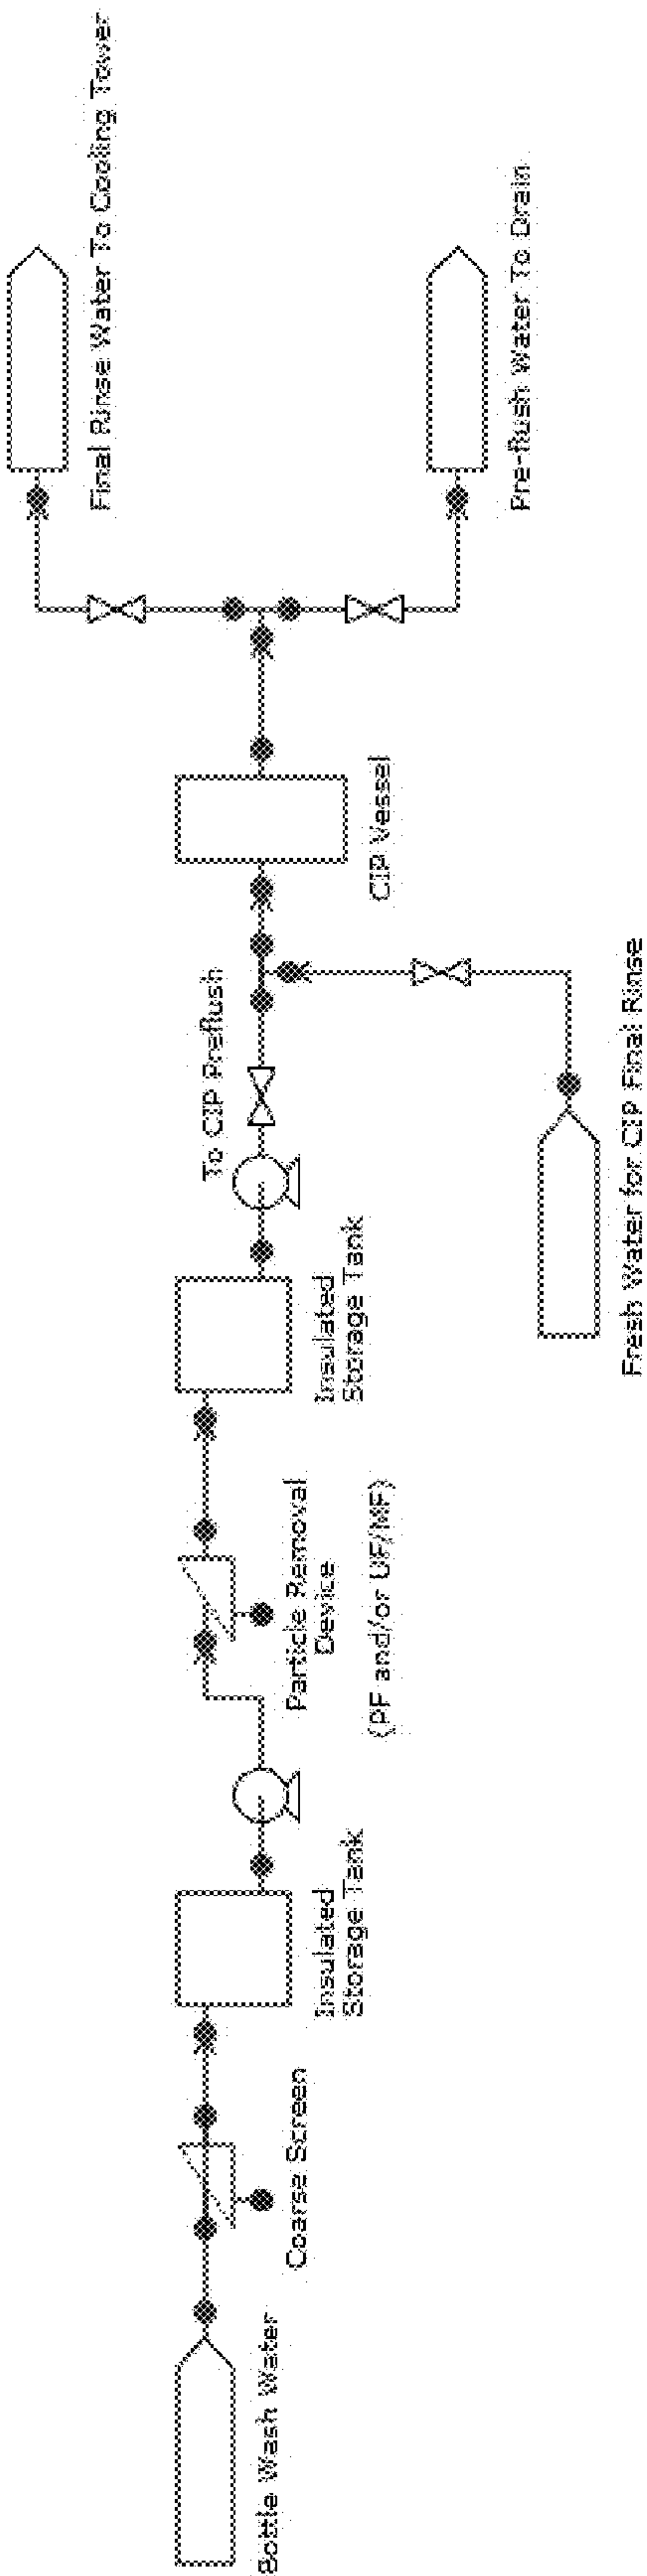 Bottle Wash Water
Coarse Screen
Insulated
Storage Tank
Particle Removal
Device
(PF and/or UF/MF)
Insulated
Storage Tank
To CIP Preflush
Fresh Water for CIP Final Rinse
CIP Vessel
Final Rinse Water To Cooling Tower
Pre-flush Water To Drain